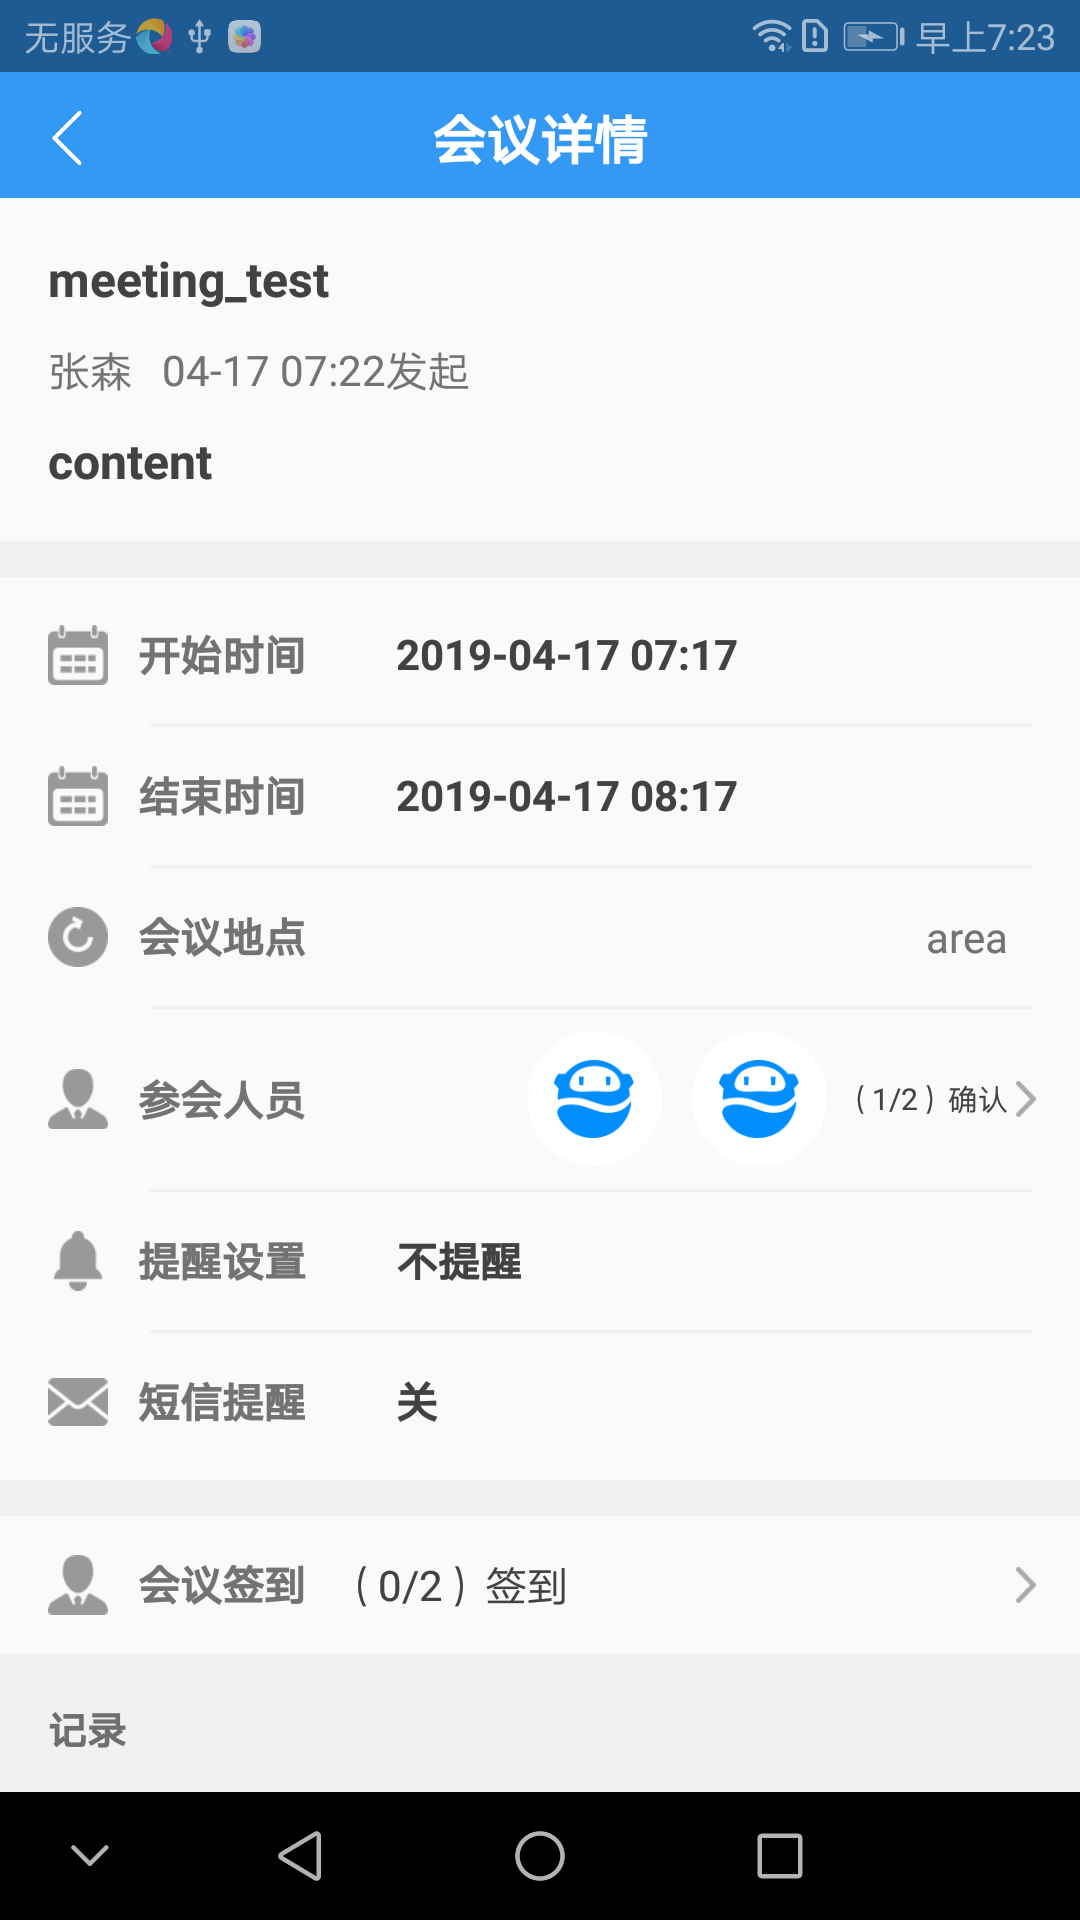 无服务 早上7:23
会议详情
meeting_test
张森 04-17 07:22发起
content
开始时间 2019-04-17 07:17
结束时间 2019-04-17 08:17
会议地点 area
参会人员 （1/2）确认
提醒设置 不提醒
短信提醒 关
会议签到 （0/2）签到
记录